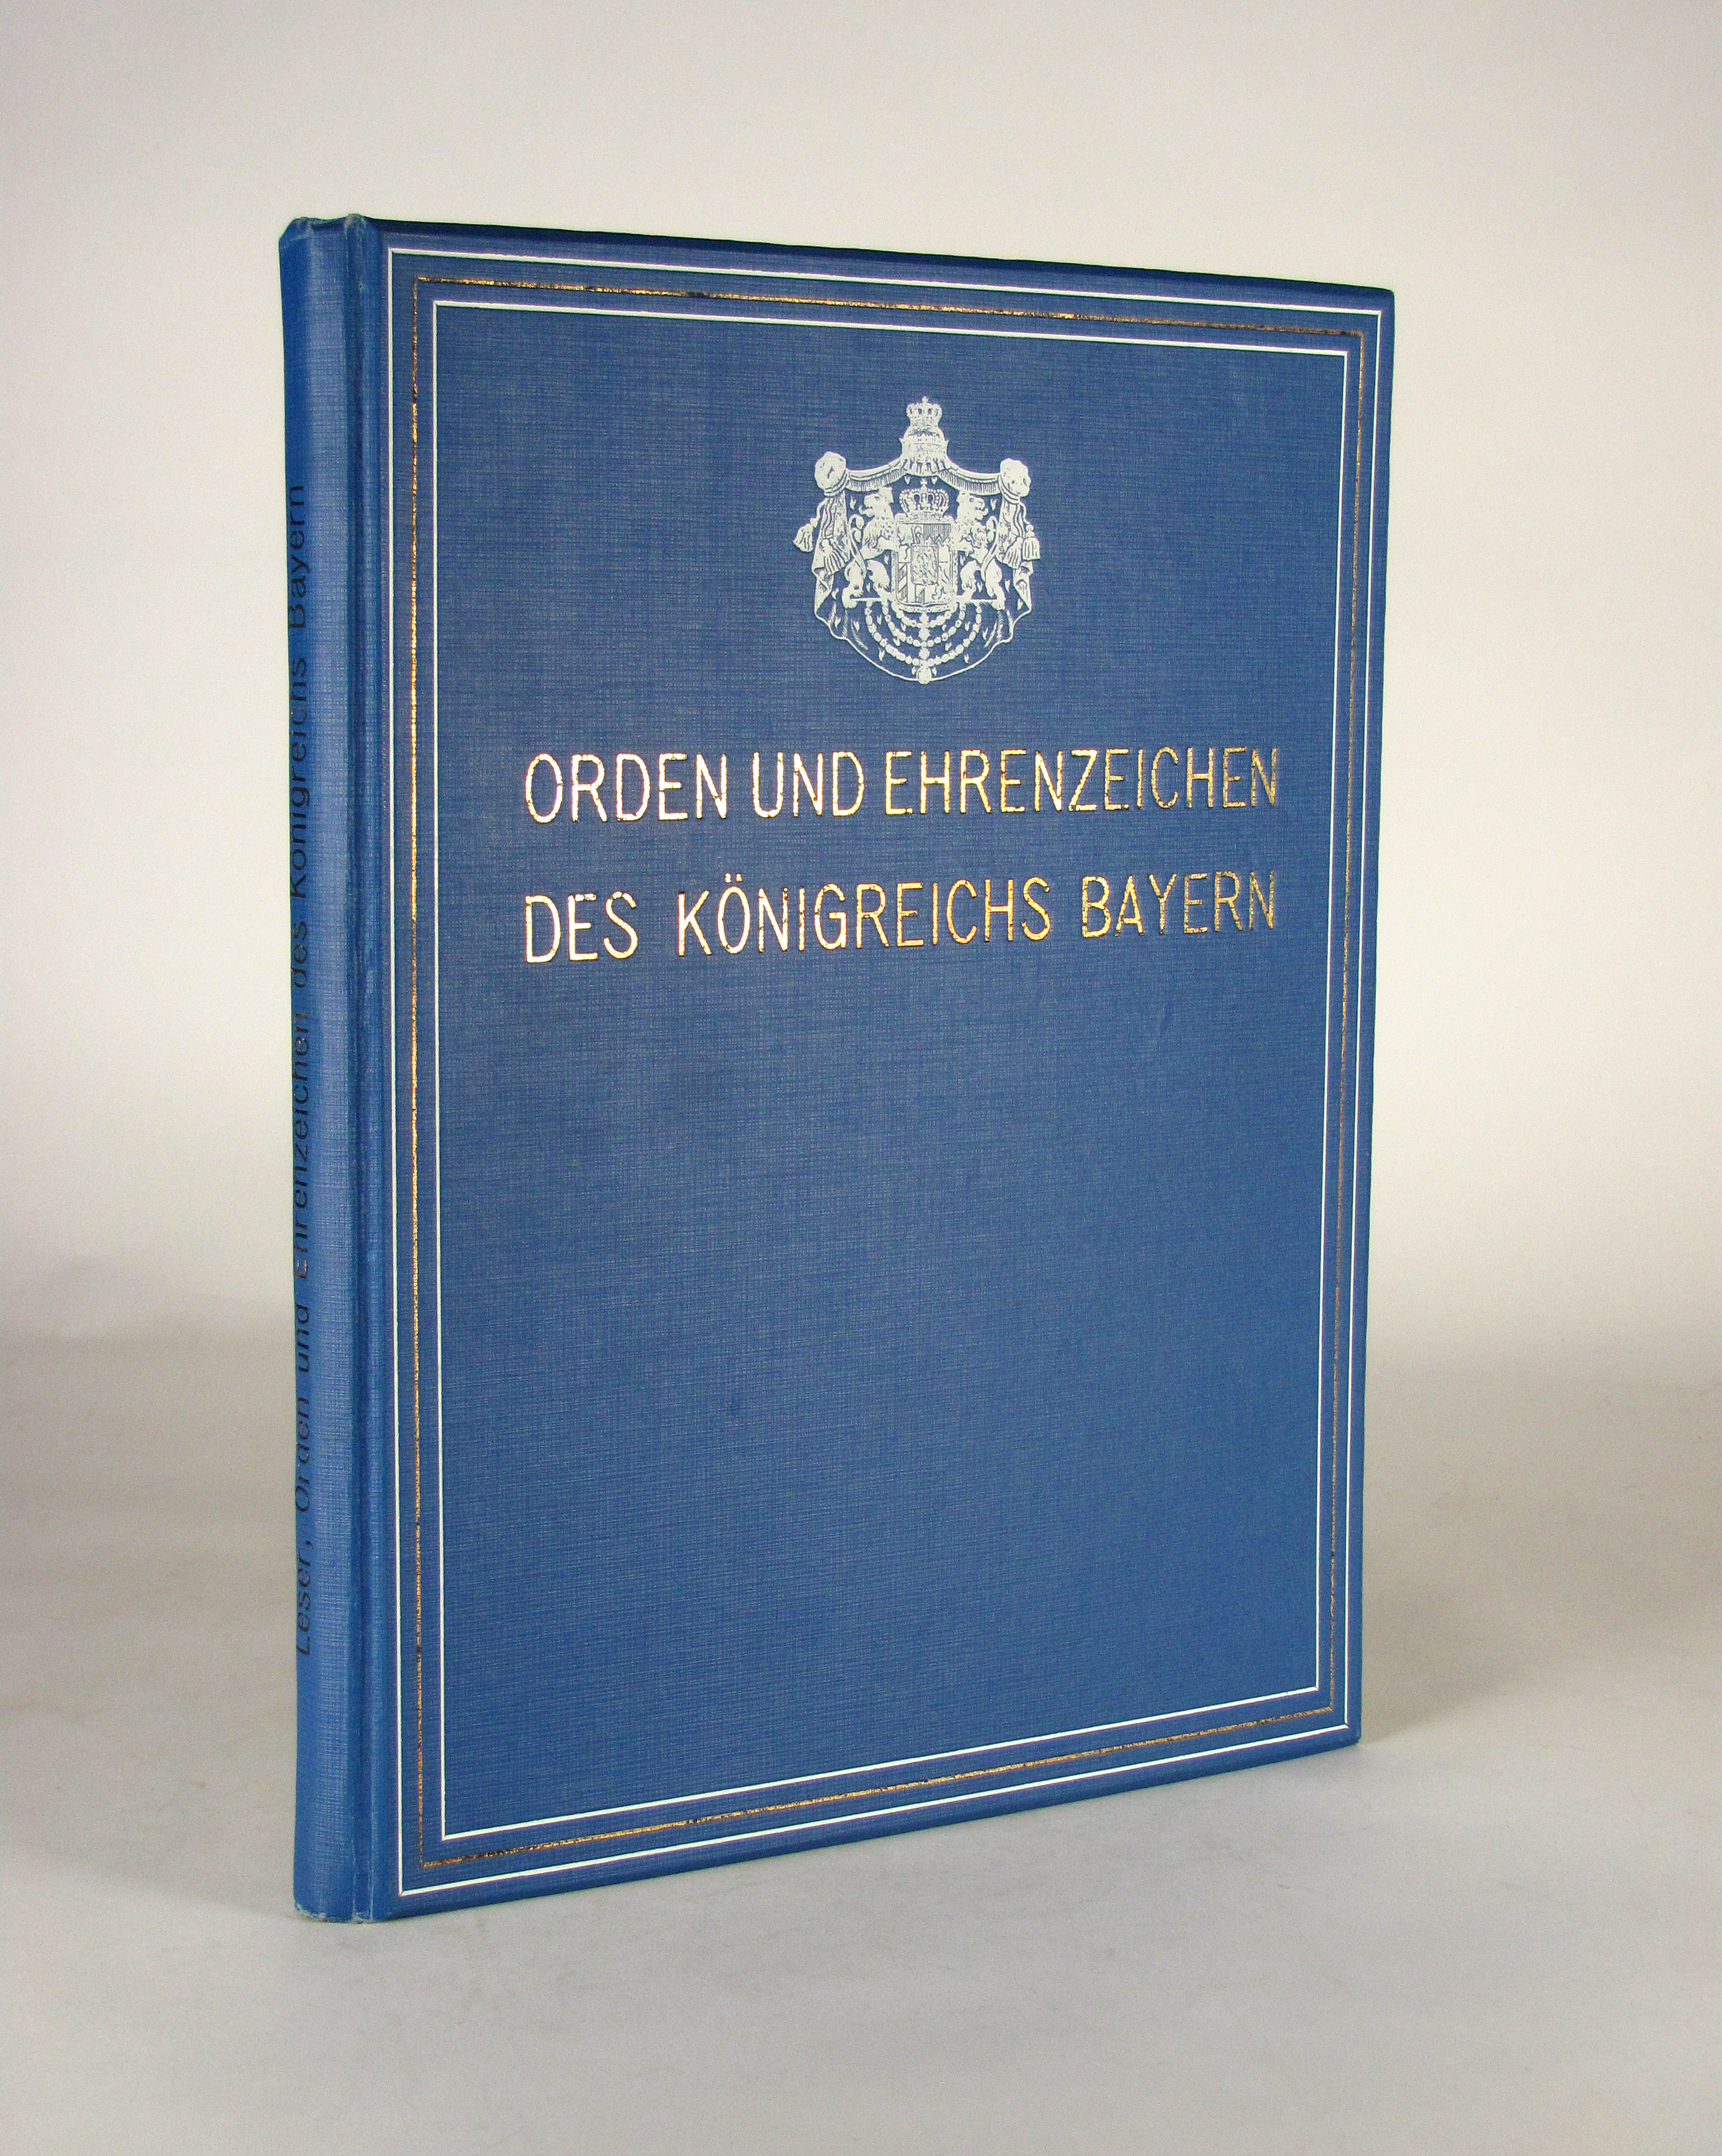 ORDEN UND EHRENZEICHEN
DES KÖNIGREICHS BAYERN
Leser, Orden und Ehrenzeichen des Königreichs Bayern